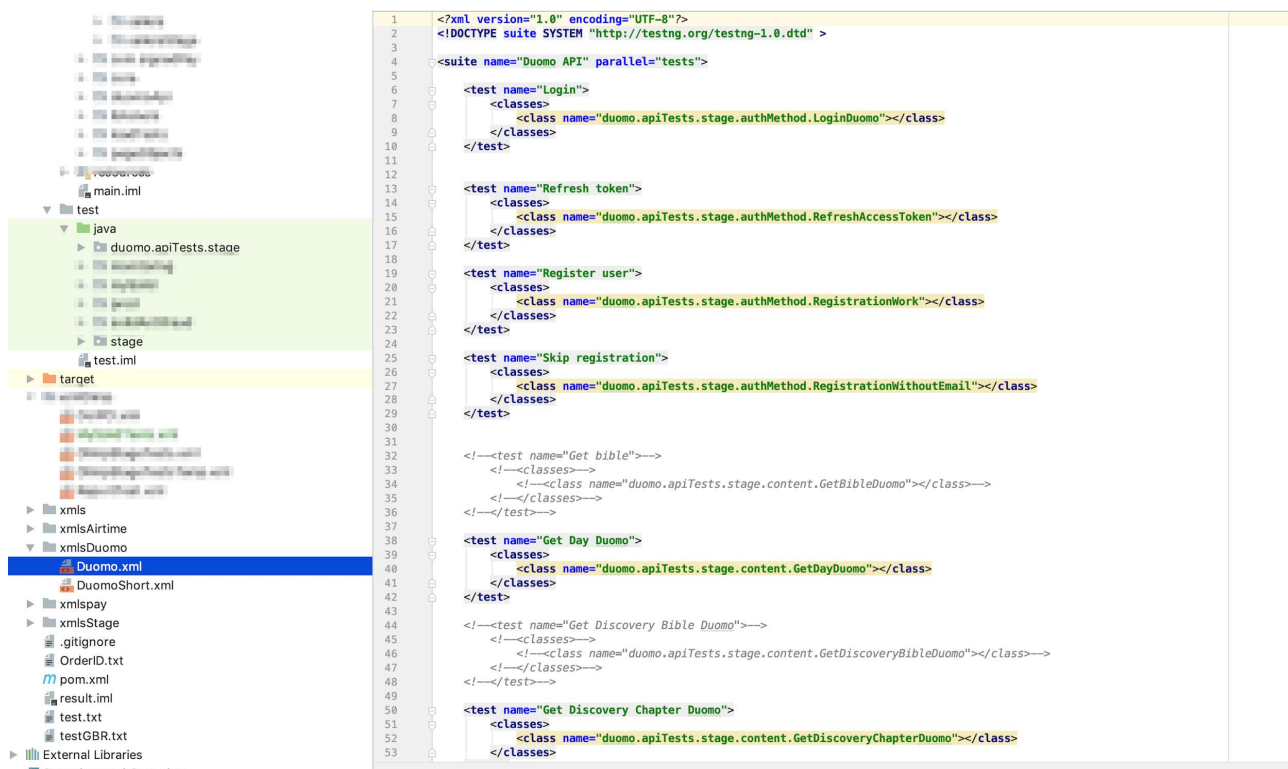 main.iml
test
java
duomo.apiTests.stage
stage
test.iml
target
xmls
xmlsAirtime
xmlsDuomo
Duomo.xml
DuomoShort.xml
xmlspay
xmlsStage
.gitignore
OrderID.txt
pom.xml
result.iml
test.txt
testGBR.txt
External Libraries
1 <?xml version="1.0" encoding="UTF-8"?>
2 <!DOCTYPE suite SYSTEM "http://testng.org/testng-1.0.dtd" >
3
4 <suite name="Duomo API" parallel="tests">
5
6 <test name="Login">
7 <classes>
8 <class name="duomo.apiTests.stage.authMethod.LoginDuomo"></class>
9 </classes>
10 </test>
11
12
13 <test name="Refresh token">
14 <classes>
15 <class name="duomo.apiTests.stage.authMethod.RefreshAccessToken"></class>
16 </classes>
17 </test>
18
19 <test name="Register user">
20 <classes>
21 <class name="duomo.apiTests.stage.authMethod.RegistrationWork"></class>
22 </classes>
23 </test>
24
25 <test name="Skip registration">
26 <classes>
27 <class name="duomo.apiTests.stage.authMethod.RegistrationWithoutEmail"></class>
28 </classes>
29 </test>
30
31
32 <!--<test name="Get bible">-->
33 <!--<classes>-->
34 <!--<class name="duomo.apiTests.stage.content.GetBibleDuomo"></class>-->
35 <!--</classes>-->
36 <!--</test>-->
37
38 <test name="Get Day Duomo">
39 <classes>
40 <class name="duomo.apiTests.stage.content.GetDayDuomo"></class>
41 </classes>
42 </test>
43
44 <!--<test name="Get Discovery Bible Duomo">-->
45 <!--<classes>-->
46 <!--<class name="duomo.apiTests.stage.content.GetDiscoveryBibleDuomo"></class>-->
47 <!--</classes>-->
48 <!--</test>-->
49
50 <test name="Get Discovery Chapter Duomo">
51 <classes>
52 <class name="duomo.apiTests.stage.content.GetDiscoveryChapterDuomo"></class>
53 </classes>